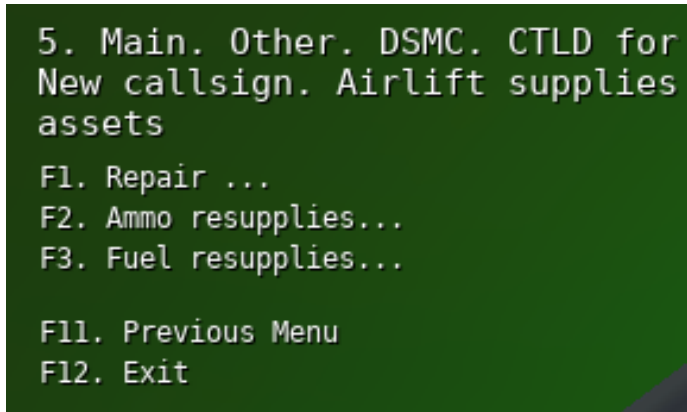 5. Main. Other. DSMC. CTLD for
New callsign. Airlift supplies
assets
F1. Repair ...
F2. Ammo resupplies...
F3. Fuel resupplies...
F11. Previous Menu
F12. Exit